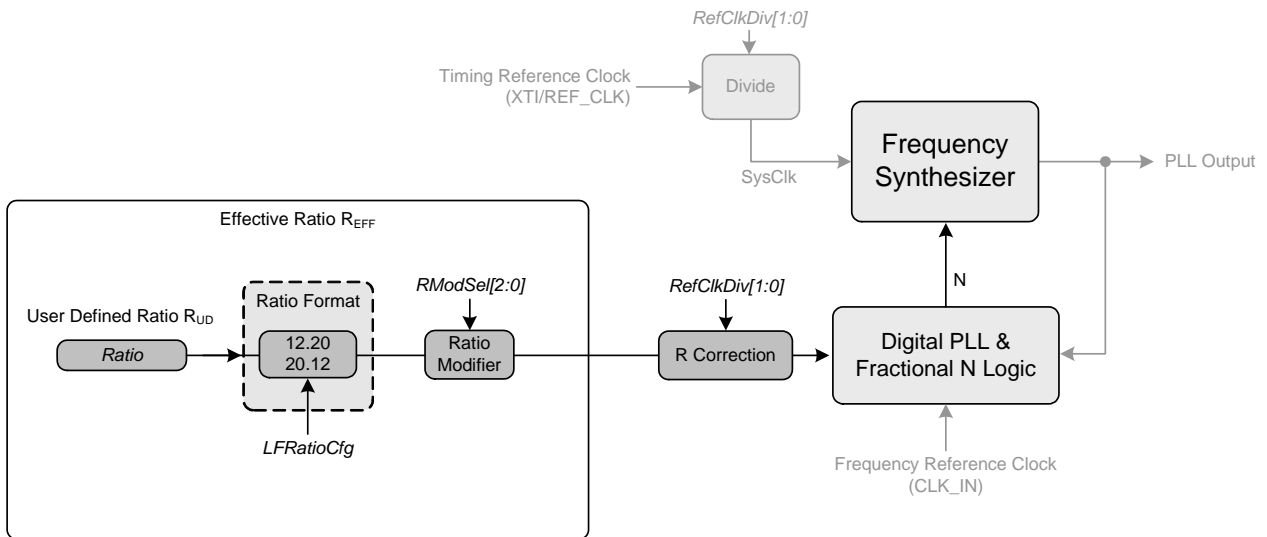 RefClkDiv[1:0]
Timing Reference Clock
(XTI/REF_CLK)
Divide
Frequency
Synthesizer
PLL Output
SysClk
Effective Ratio REFF
N
RModSel[2:0]
RefClkDiv[1:0]
Ratio Format
User Defined Ratio RUD
Ratio
12.20
20.12
Ratio
Modifier
R Correction
Digital PLL &
Fractional N Logic
LFRatioCfg
Frequency Reference Clock
(CLK_IN)